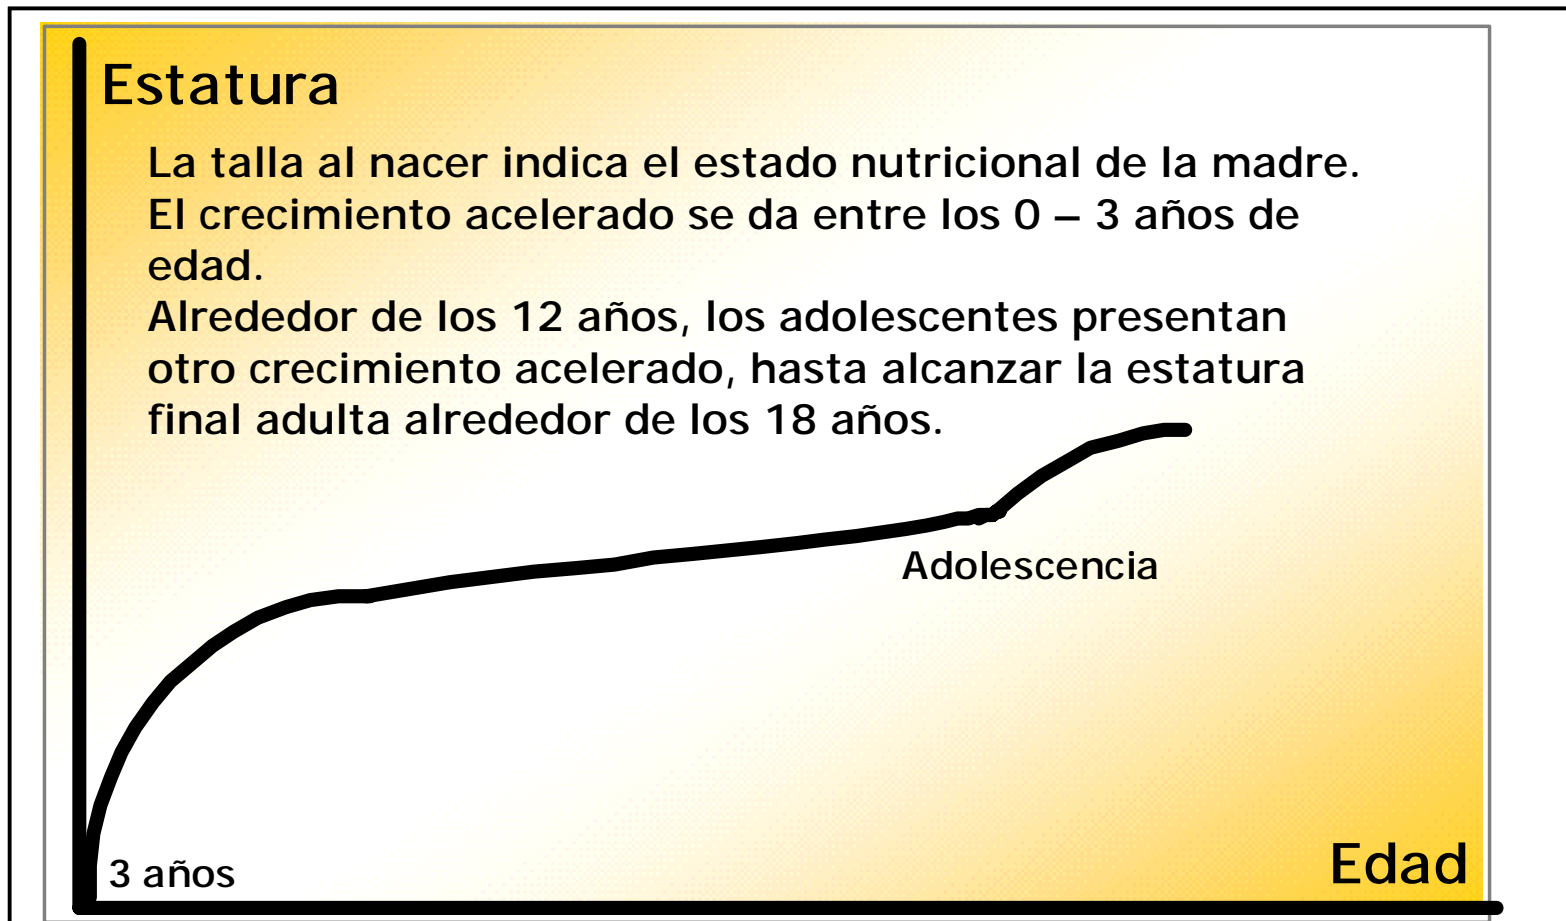 Estatura
La talla al nacer indica el estado nutricional de la madre.
El crecimiento acelerado se da entre los 0 – 3 años de
edad.
Alrededor de los 12 años, los adolescentes presentan
otro crecimiento acelerado, hasta alcanzar la estatura
final adulta alrededor de los 18 años.
Adolescencia
3 años
Edad